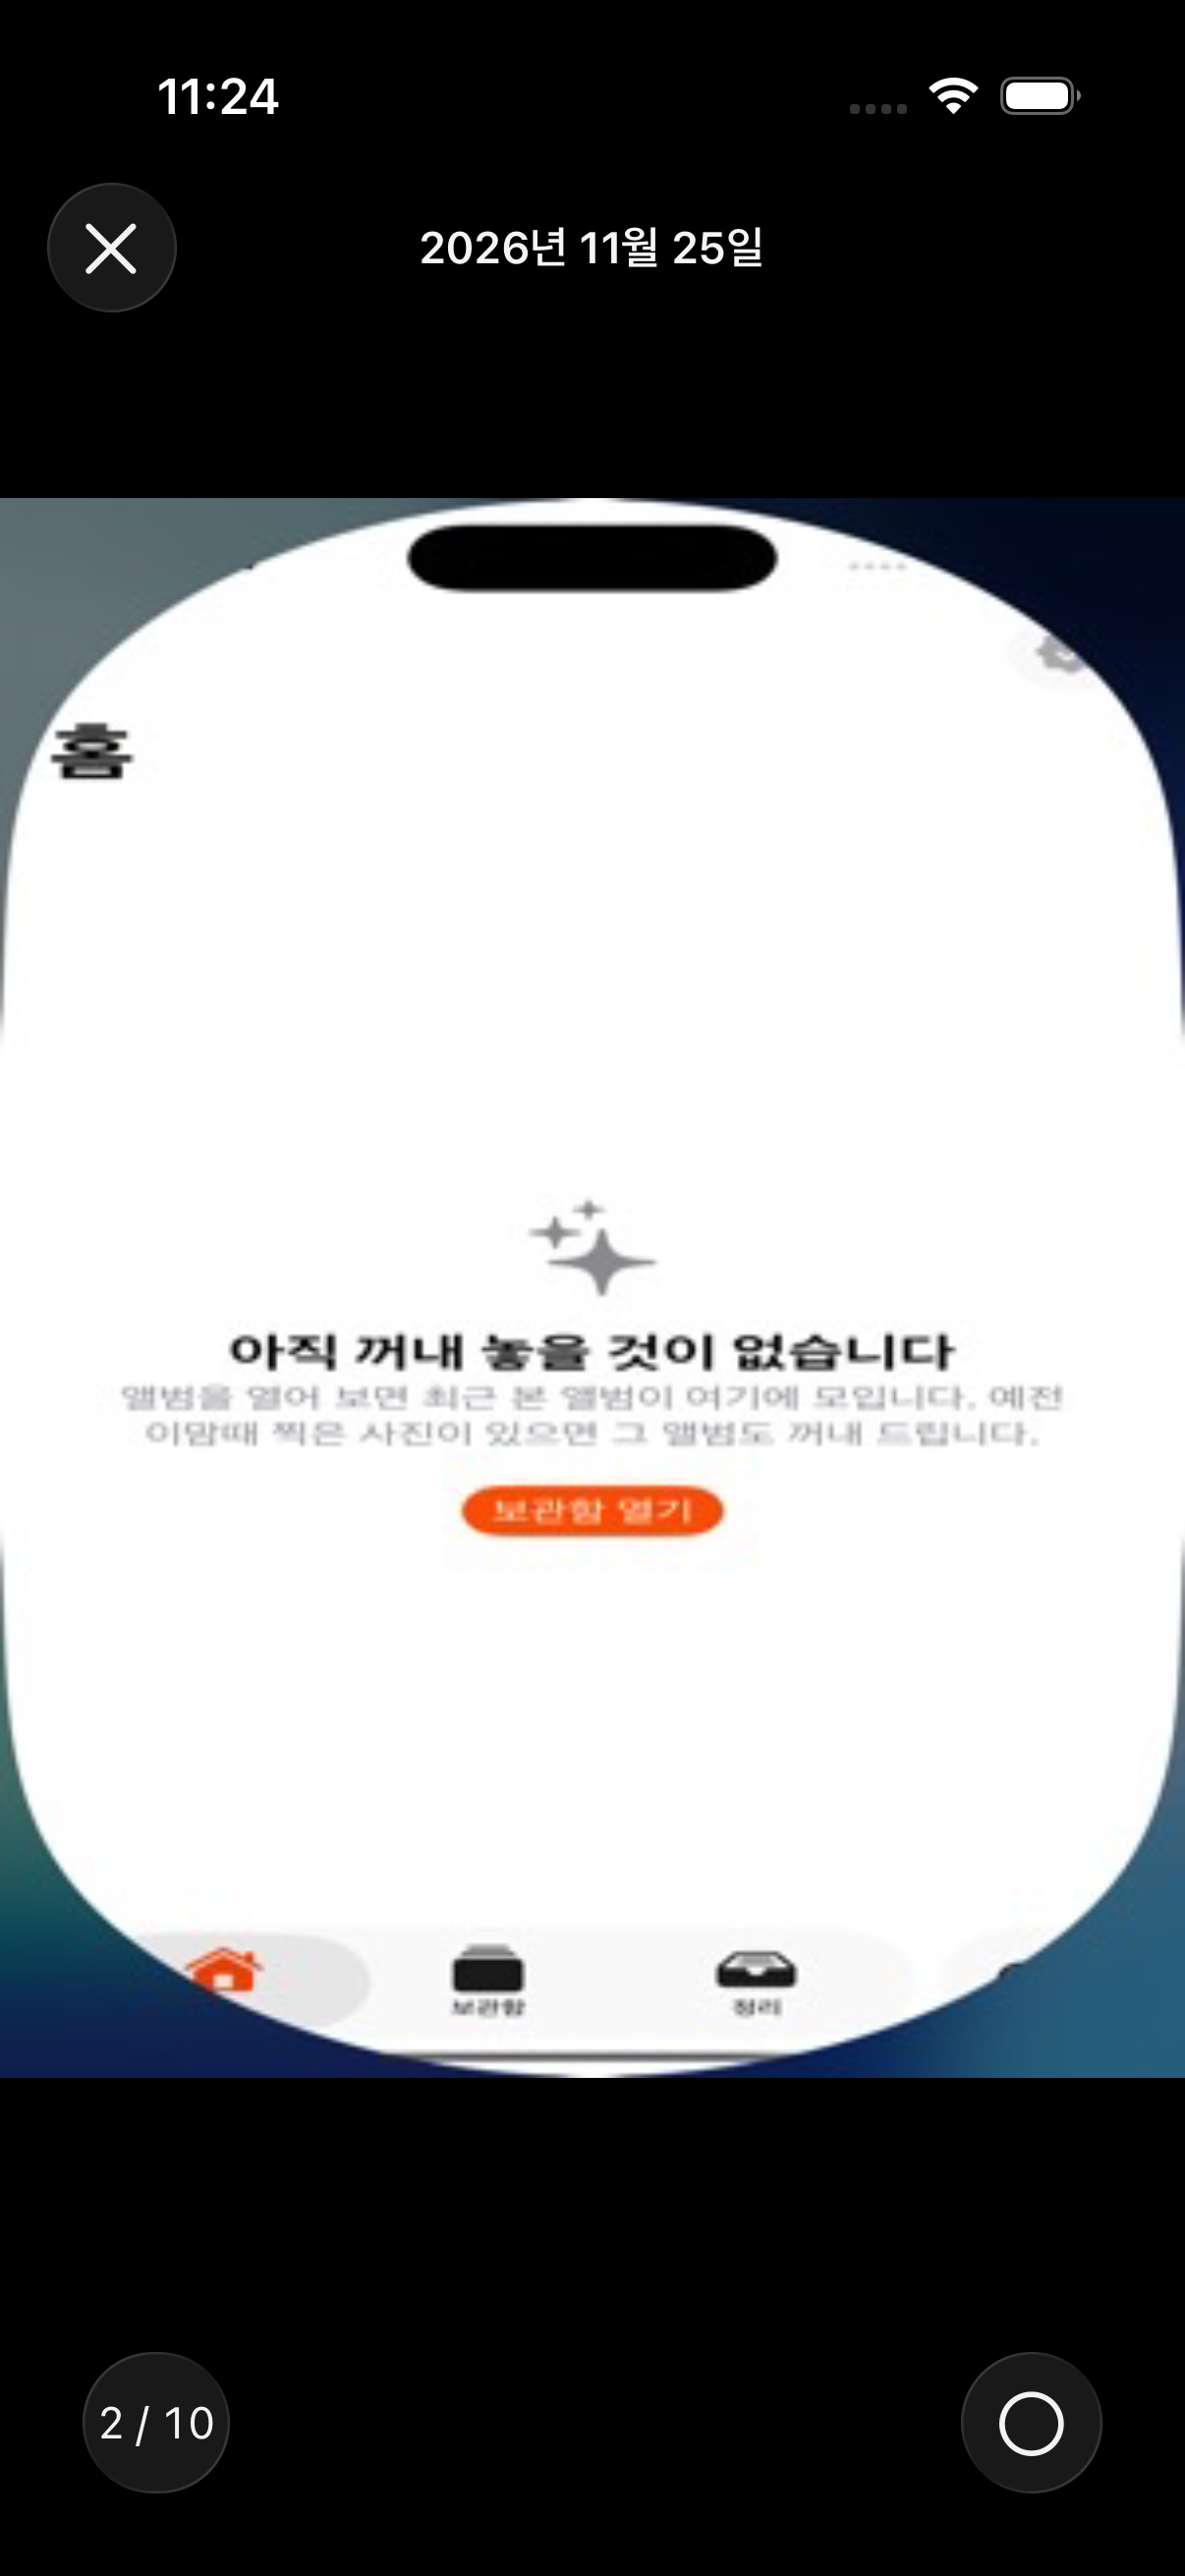 11:24
2026년 11월 25일
홈
아직 꺼내 놓을 것이 없습니다
앨범을 열어 보면 최근 본 앨범이 여기에 모입니다. 예전
이맘때 찍은 사진이 있으면 그 앨범도 꺼내 드립니다.
보관함 열기
보관함
정리
2 / 10